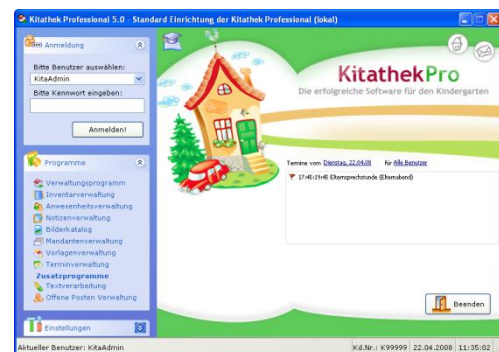 Kitathek Professional 5.0 - Standard Einrichtung der Kitathek Professional (lokal)
Anmeldung
Bitte Benutzer auswählen:
KitaAdmin
Bitte Kennwort eingeben:
Anmelden!
Programme
Verwaltungsprogramm
Inventarverwaltung
Anwesenheitsverwaltung
Notizenverwaltung
Bilderkatalog
Mandantenverwaltung
Vorlagenverwaltung
Terminverwaltung
Zusatzprogramme
Textverarbeitung
Offene Posten Verwaltung
Einstellungen
KitathekPro
Die erfolgreiche Software für den Kindergarten
Termine vom Dienstag, 22.04.08 für Alle Benutzer
17:45-19:45 Elternsprechstunde (Elternabend)
Beenden
Aktueller Benutzer: KitaAdmin
Kd.Nr.: K99999 22.04.2008 11:35:02